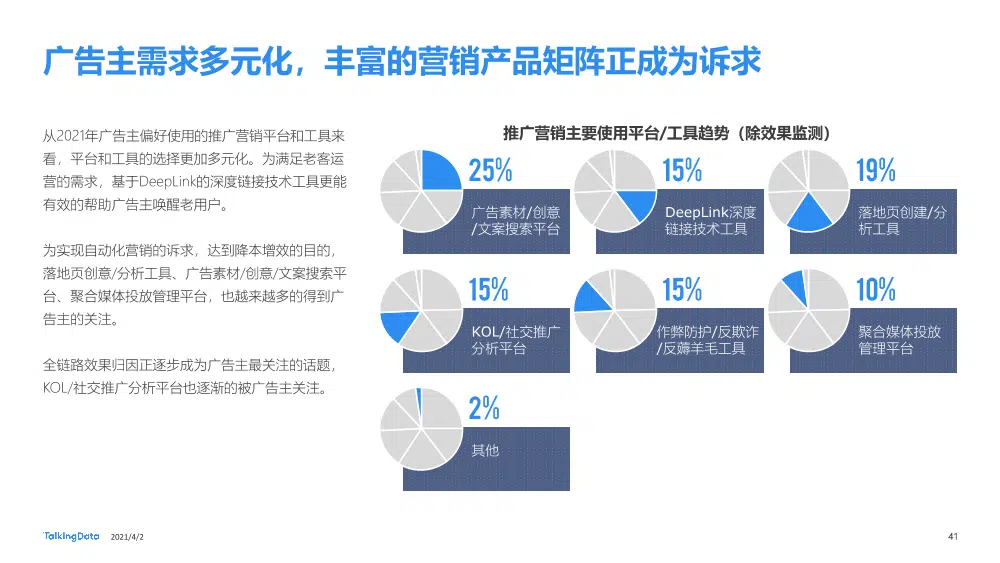 广告主需求多元化，丰富的营销产品矩阵正成为诉求
从2021年广告主偏好使用的推广营销平台和工具来
看，平台和工具的选择更加多元化。为满足老客运
营的需求，基于DeepLink的深度链接技术工具更能
有效的帮助广告主唤醒老用户。
为实现自动化营销的诉求，达到降本增效的目的，
落地页创意/分析工具、广告素材/创意/文案搜索平
台、聚合媒体投放管理平台，也越来越多的得到广
告主的关注。
全链路效果归因正逐步成为广告主最关注的话题，
KOL/社交推广分析平台也逐渐的被广告主关注。
推广营销主要使用平台/工具趋势（除效果监测）
25%
广告素材/创意
/文案搜索平台
15%
DeepLink深度
链接技术工具
19%
落地页创建/分
析工具
15%
KOL/社交推广
分析平台
15%
作弊防护/反欺诈
/反薅羊毛工具
10%
聚合媒体投放
管理平台
2%
其他
TalkingData
2021/4/2
41